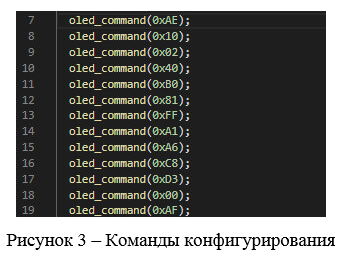 7 oled_command(0xAE);
8 oled_command(0x10);
9 oled_command(0x02);
10 oled_command(0x40);
11 oled_command(0xB0);
12 oled_command(0x81);
13 oled_command(0xFF);
14 oled_command(0xA1);
15 oled_command(0xA6);
16 oled_command(0xC8);
17 oled_command(0xD3);
18 oled_command(0x00);
19 oled_command(0xAF);
Рисунок 3 – Команды конфигурирования